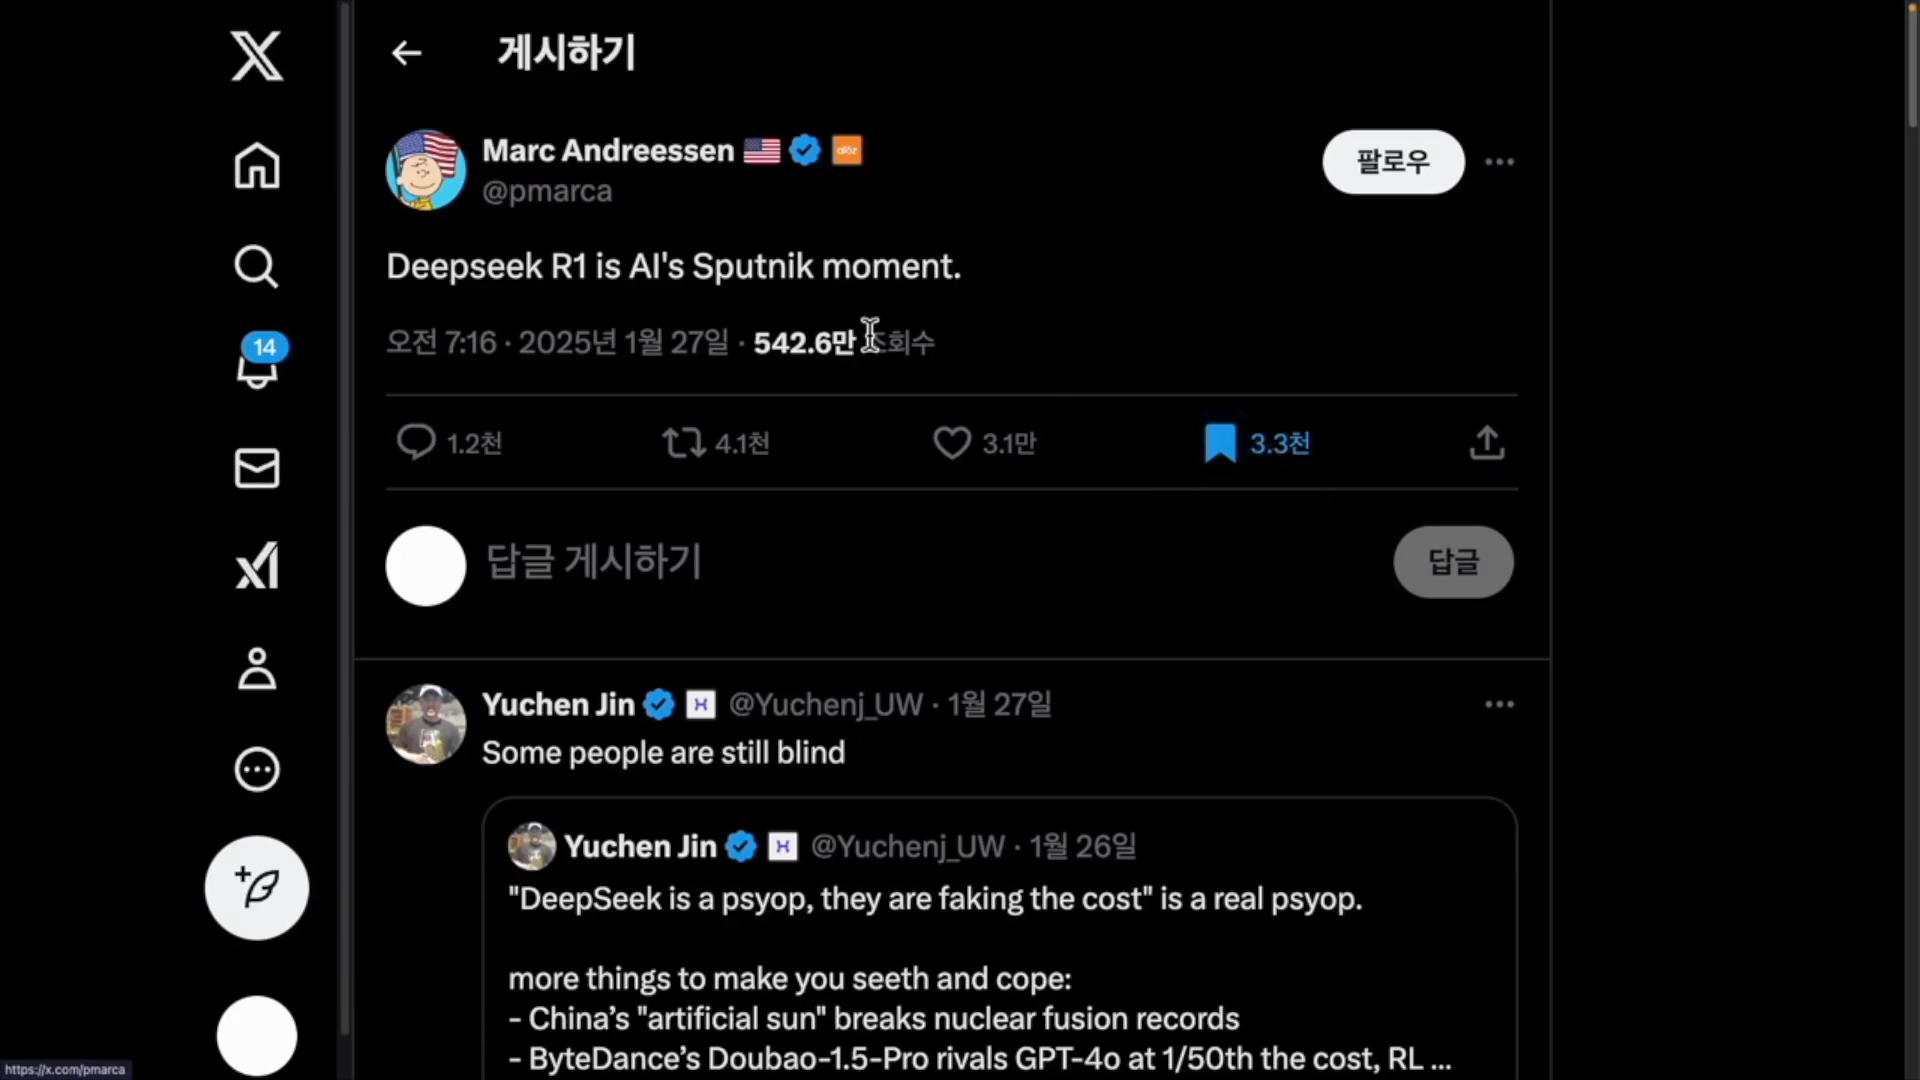 게시하기
Marc Andreessen
a16z
@pmarca
팔로우
Deepseek R1 is AI's Sputnik moment.
오전 7:16 · 2025년 1월 27일 · 542.6만 조회수
14
1.2천
4.1천
3.1만
3.3천
답글 게시하기
답글
Yuchen Jin @Yuchenj_UW · 1월 27일
Some people are still blind
Yuchen Jin @Yuchenj_UW · 1월 26일
"DeepSeek is a psyop, they are faking the cost" is a real psyop.
more things to make you seeth and cope:
- China’s "artificial sun" breaks nuclear fusion records
- ByteDance’s Doubao-1.5-Pro rivals GPT-4o at 1/50th the cost, RL ...
https://x.com/pmarca